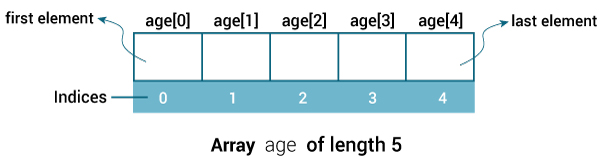 first element age[0] age[1] age[2] age[3] age[4] last element
Indices 0 1 2 3 4
Array age of length 5